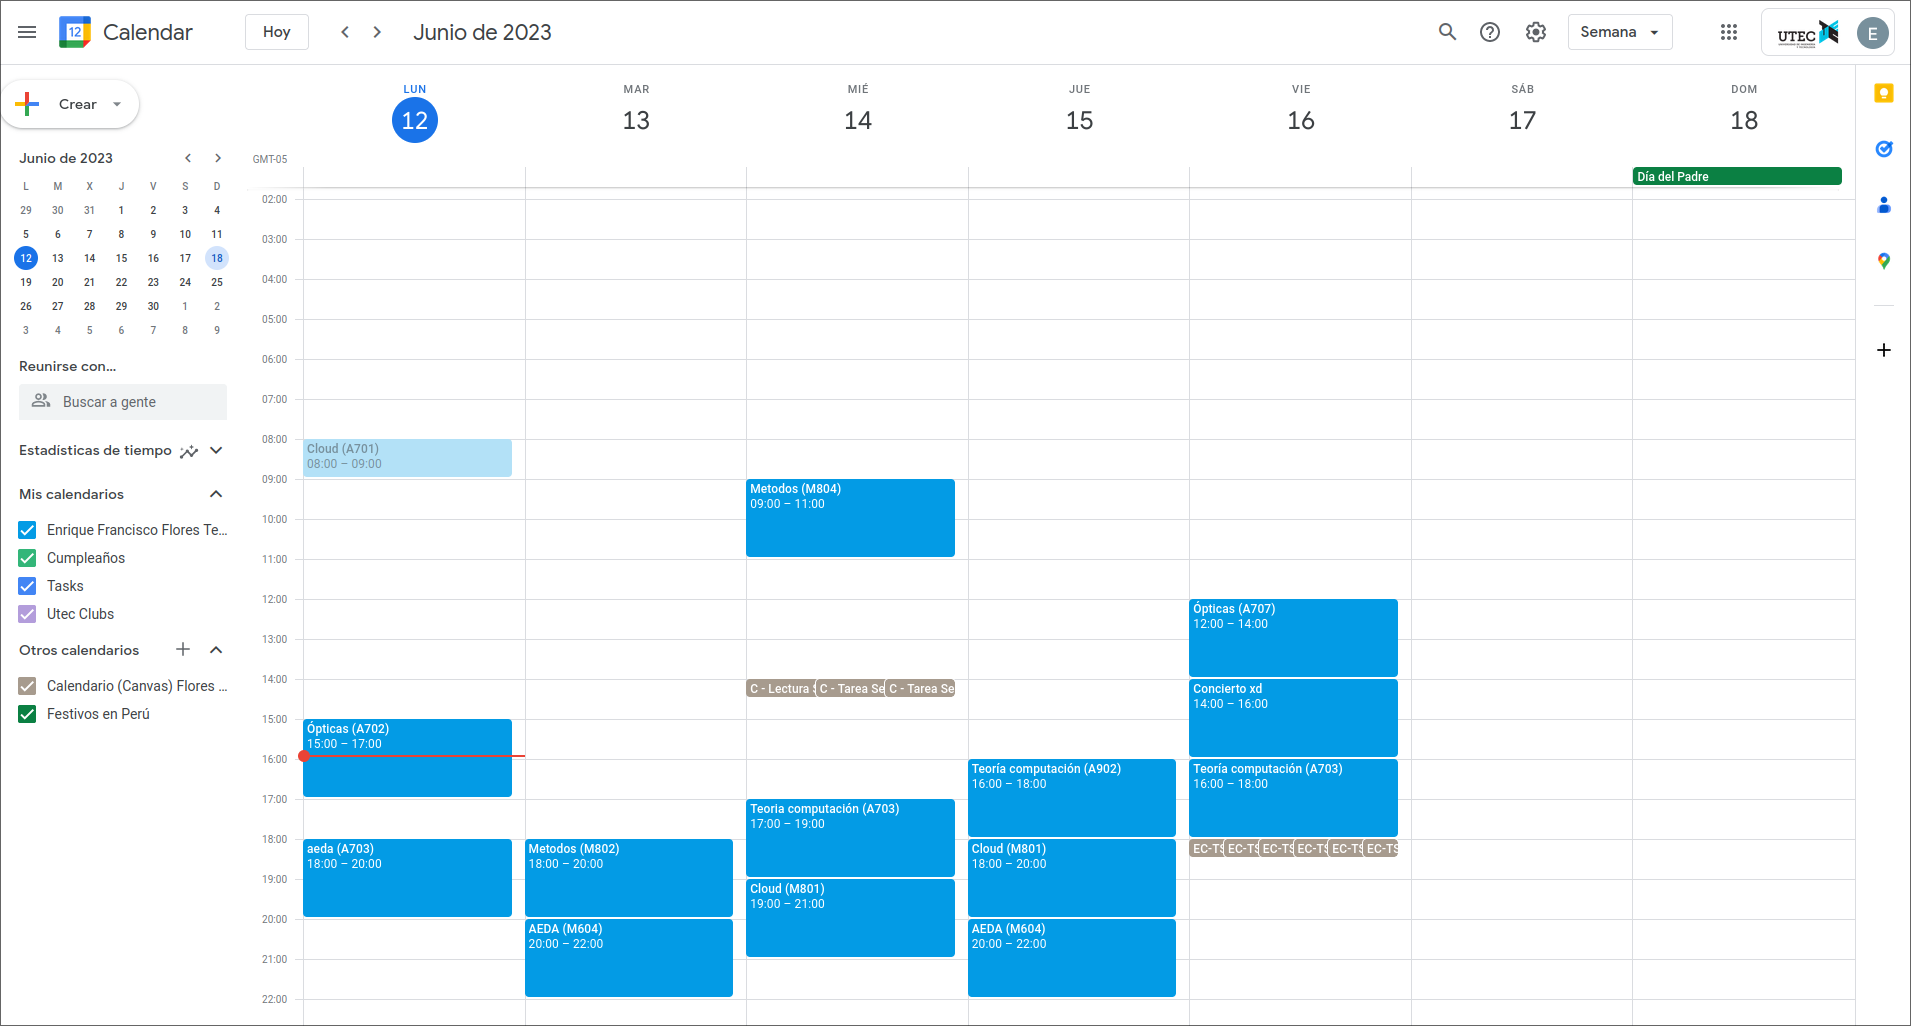 Calendar
Hoy
Junio de 2023
Semana
UTEC
E
Crear
Junio de 2023
L M X J V S D
29 30 31 1 2 3 4
5 6 7 8 9 10 11
12 13 14 15 16 17 18
19 20 21 22 23 24 25
26 27 28 29 30 1 2
3 4 5 6 7 8 9
Reunirse con...
Buscar a gente
Estadísticas de tiempo
Mis calendarios
Enrique Francisco Flores Te...
Cumpleaños
Tasks
Utec Clubs
Otros calendarios
Calendario (Canvas) Flores ...
Festivos en Perú
LUN MAR MIÉ JUE VIE SÁB DOM
12 13 14 15 16 17 18
GMT-05
Día del Padre
02:00
03:00
04:00
05:00
06:00
07:00
08:00
09:00
10:00
11:00
12:00
13:00
14:00
15:00
16:00
17:00
18:00
19:00
20:00
21:00
22:00
Cloud (A701)
08:00 – 09:00
Ópticas (A702)
15:00 – 17:00
aeda (A703)
18:00 – 20:00
Metodos (M802)
18:00 – 20:00
AEDA (M604)
20:00 – 22:00
Metodos (M804)
09:00 – 11:00
C - Lectura C - Tarea Se C - Tarea Se
Teoria computación (A703)
17:00 – 19:00
Cloud (M801)
19:00 – 21:00
Teoría computación (A902)
16:00 – 18:00
Cloud (M801)
18:00 – 20:00
AEDA (M604)
20:00 – 22:00
Ópticas (A707)
12:00 – 14:00
Concierto xd
14:00 – 16:00
Teoría computación (A703)
16:00 – 18:00
EC-TS EC-TS EC-TS EC-TS EC-TS EC-TS